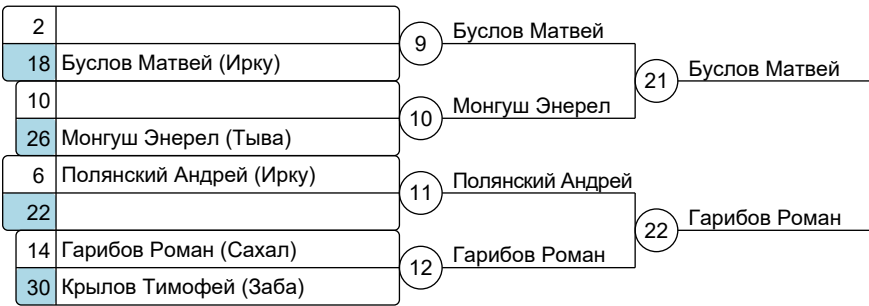 2
18 Буслов Матвей (Ирку)
9 Буслов Матвей
10
26 Монгуш Энерел (Тыва)
10 Монгуш Энерел
21 Буслов Матвей
6 Полянский Андрей (Ирку)
22
11 Полянский Андрей
14 Гарибов Роман (Сахал)
30 Крылов Тимофей (Заба)
12 Гарибов Роман
22 Гарибов Роман